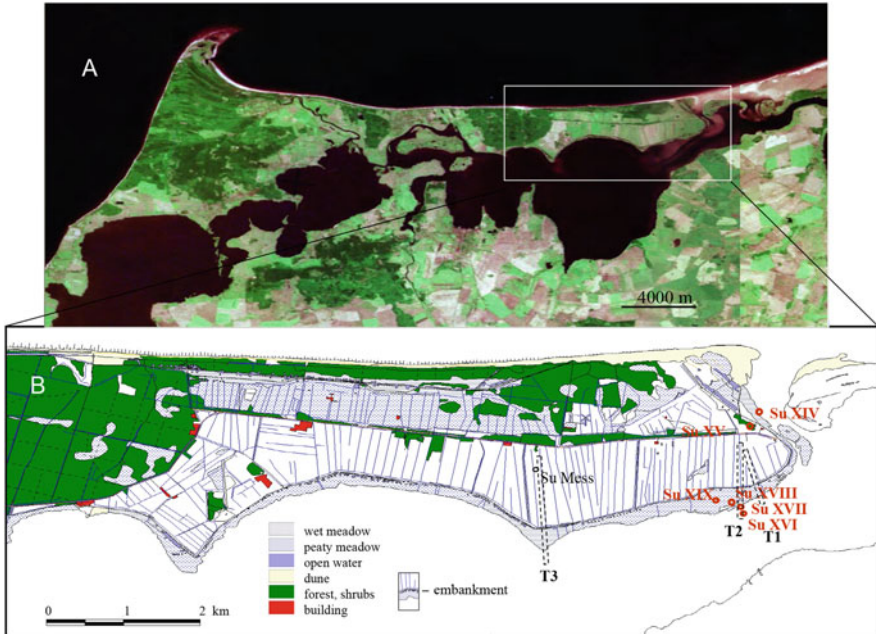 A
4000 m
B
Su XIV
Su XV
Su Mess
Su XIX
Su XVIII
Su XVII
Su XVI
T2
T1
T3
wet meadow
peaty meadow
open water
dune
forest, shrubs
building
embankment
0 1 2 km